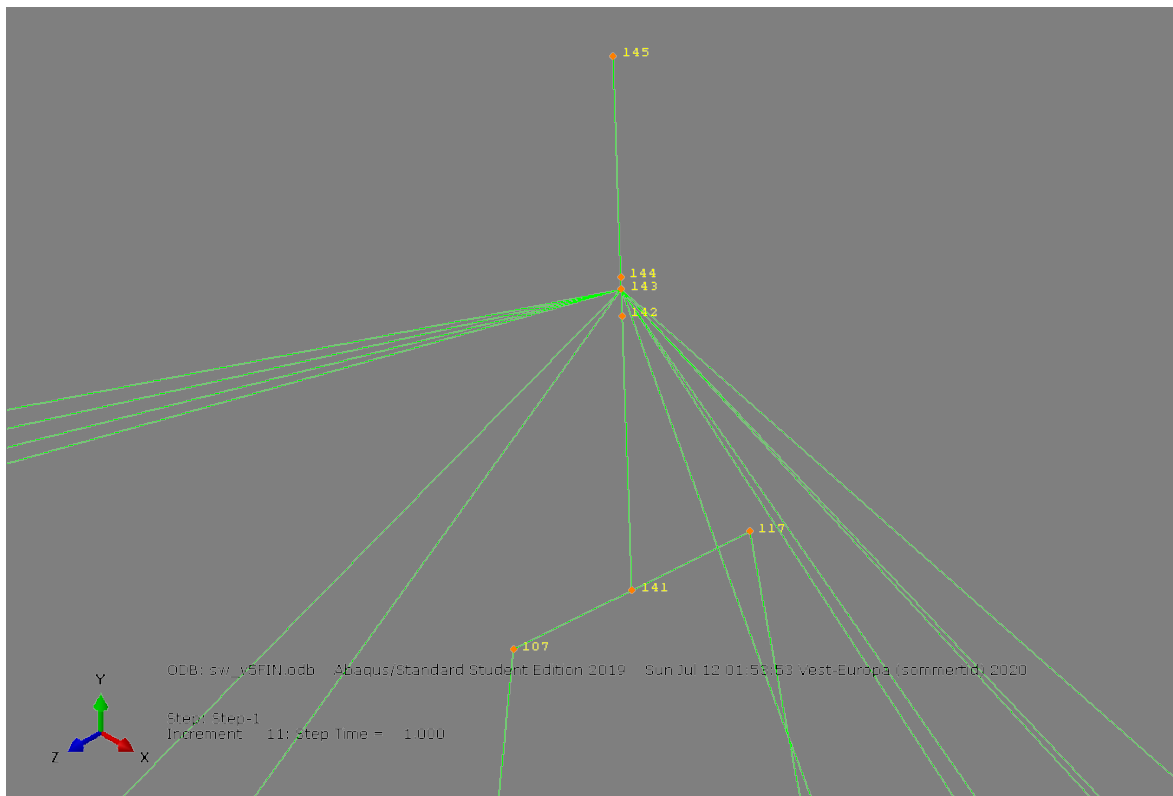 145
144
143
142
117
141
107
ODB: sw_v5FIN.odb Abaqus/Standard Student Edition 2019 Sun Jul 12 01:53:53 Vest-Europa (sommertid) 2020
Y
Z
X
Step: Step-1
Increment 11: Step Time = 1.000